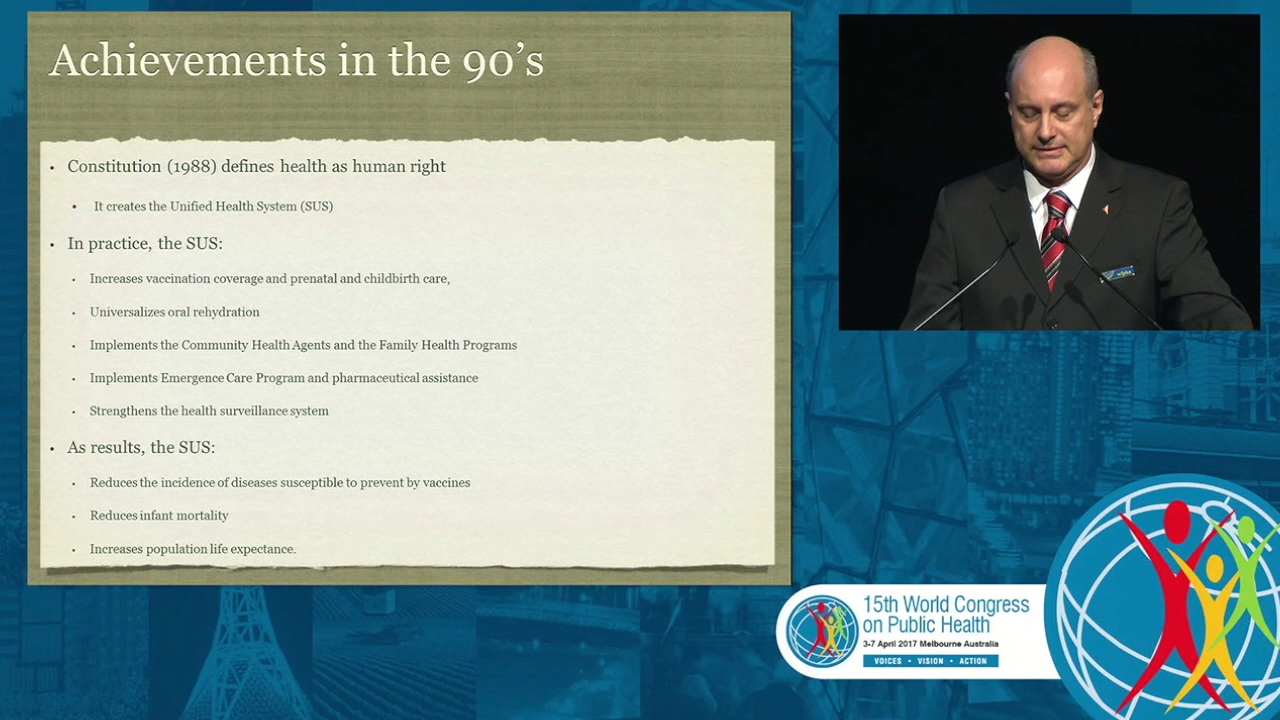 Achievements in the 90's
• Constitution (1988) defines health as human right
• It creates the Unified Health System (SUS)
• In practice, the SUS:
• Increases vaccination coverage and prenatal and childbirth care,
• Universalizes oral rehydration
• Implements the Community Health Agents and the Family Health Programs
• Implements Emergence Care Program and pharmaceutical assistance
• Strengthens the health surveillance system
• As results, the SUS:
• Reduces the incidence of diseases susceptible to prevent by vaccines
• Reduces infant mortality
• Increases population life expectance.
15th World Congress
on Public Health
3-7 April 2017 Melbourne Australia
VOICES • VISION • ACTION